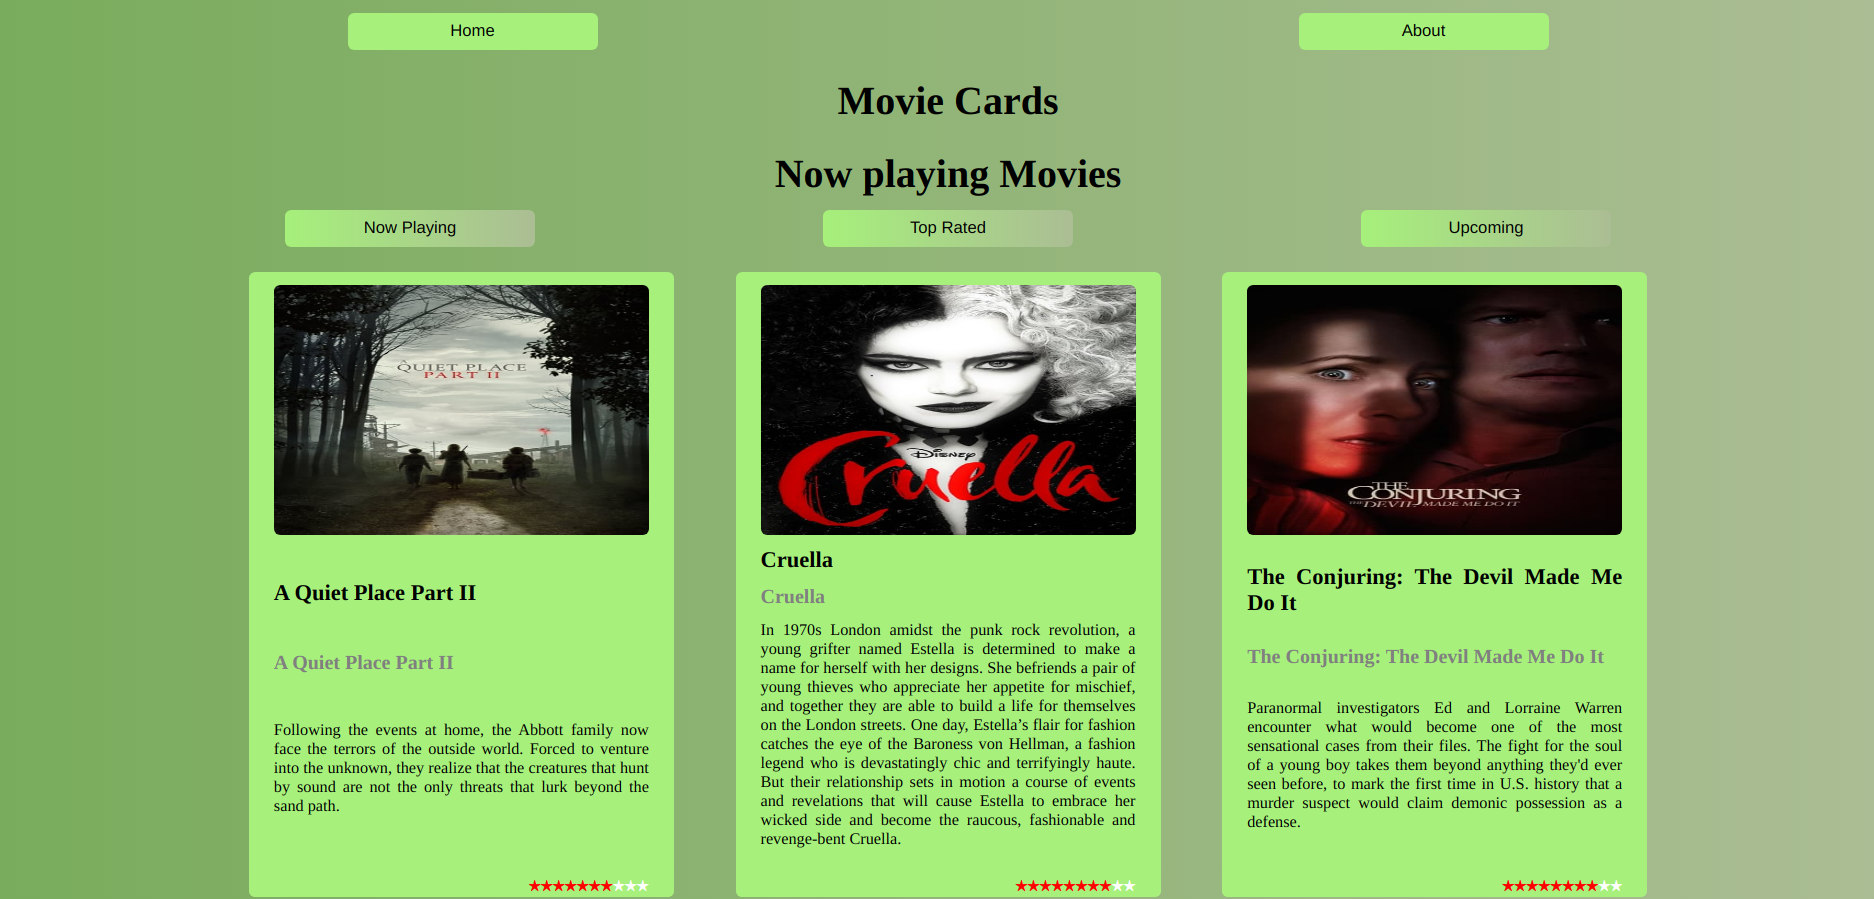 Home
About
Movie Cards
Now playing Movies
Now Playing
Top Rated
Upcoming
A
QUIET PLACE
PART II
A Quiet Place Part II
A Quiet Place Part II
Following the events at home, the Abbott family now
face the terrors of the outside world. Forced to venture
into the unknown, they realize that the creatures that hunt
by sound are not the only threats that lurk beyond the
sand path.
★★★★★★★★★★
Disney
Cruella
Cruella
Cruella
In 1970s London amidst the punk rock revolution, a
young grifter named Estella is determined to make a
name for herself with her designs. She befriends a pair of
young thieves who appreciate her appetite for mischief,
and together they are able to build a life for themselves
on the London streets. One day, Estella’s flair for fashion
catches the eye of the Baroness von Hellman, a fashion
legend who is devastatingly chic and terrifyingly haute.
But their relationship sets in motion a course of events
and revelations that will cause Estella to embrace her
wicked side and become the raucous, fashionable and
revenge-bent Cruella.
★★★★★★★★★★
THE
CONJURING
THE DEVIL MADE ME DO IT
The Conjuring: The Devil Made Me
Do It
The Conjuring: The Devil Made Me Do It
Paranormal investigators Ed and Lorraine Warren
encounter what would become one of the most
sensational cases from their files. The fight for the soul
of a young boy takes them beyond anything they'd ever
seen before, to mark the first time in U.S. history that a
murder suspect would claim demonic possession as a
defense.
★★★★★★★★★★